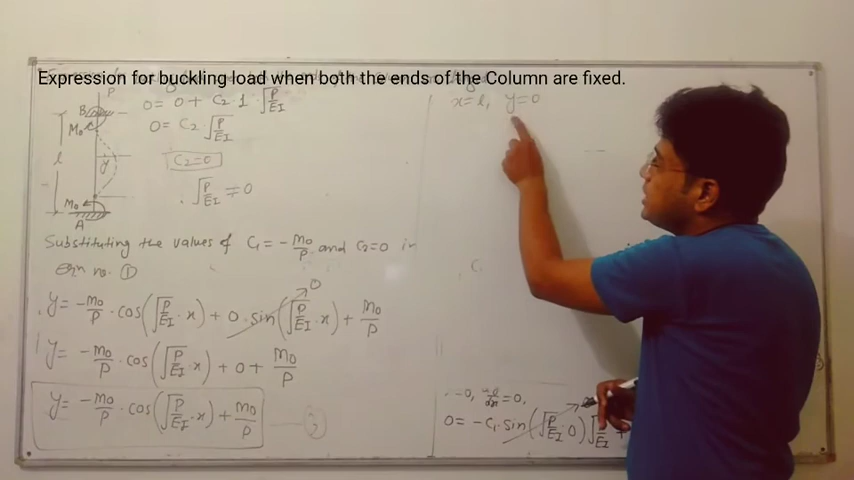 Expression for buckling load when both the ends of the Column are fixed.
P
B
M₀
l
y
M₀
A
0 = 0 + C₂ · 1 · √(P/EI)
0 = C₂ √(P/EI)
C₂ = 0
√(P/EI) ≠ 0
Substituting the values of C₁ = -M₀/P and C₂=0 in
Eqn no. ①
y = -M₀/P · cos(√(P/EI) · x) + 0 · sin(√(P/EI) · x) + M₀/P
0
y = -M₀/P · cos(√(P/EI) · x) + 0 + M₀/P
y = -M₀/P · cos(√(P/EI) · x) + M₀/P
x = l, y = 0
C₁
=0, dy/dx = 0,
0 = -C₁ · sin(√(P/EI) · 0) √(P/EI) +